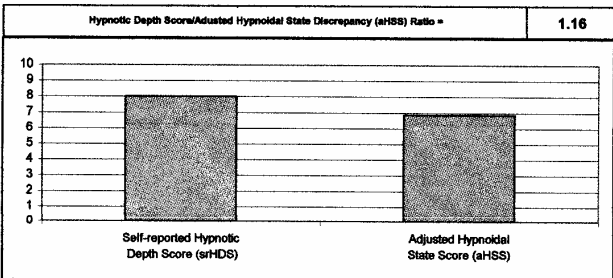 Hypnotic Depth Score/Adusted Hypnoidal State Discrepancy (aHSS) Ratio =
1.16
10
9
8
7
6
5
4
3
2
1
0
Self-reported Hypnotic
Depth Score (srHDS)
Adjusted Hypnoidal
State Score (aHSS)